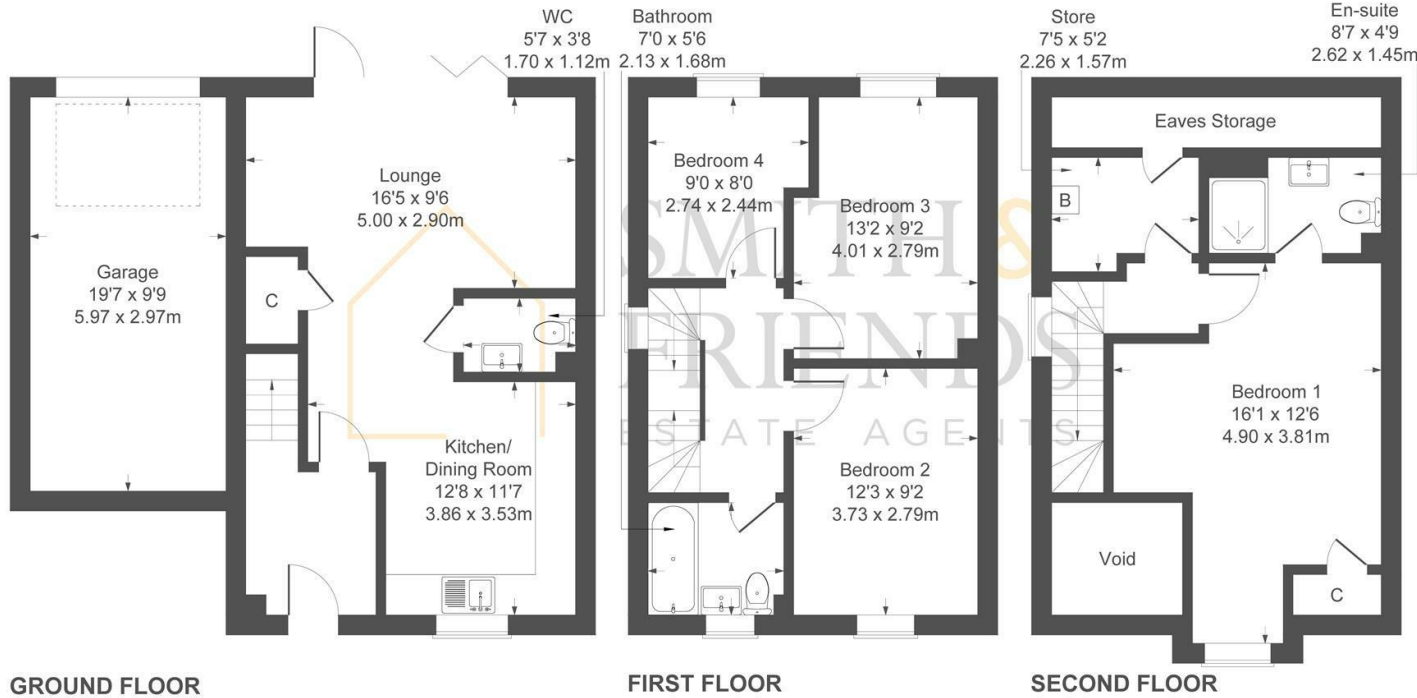 WC
5'7 x 3'8
1.70 x 1.12m
Bathroom
7'0 x 5'6
2.13 x 1.68m
Store
7'5 x 5'2
2.26 x 1.57m
En-suite
8'7 x 4'9
2.62 x 1.45m
Lounge
16'5 x 9'6
5.00 x 2.90m
Garage
19'7 x 9'9
5.97 x 2.97m
C
Kitchen/
Dining Room
12'8 x 11'7
3.86 x 3.53m
GROUND FLOOR
Bedroom 4
9'0 x 8'0
2.74 x 2.44m
Bedroom 3
13'2 x 9'2
4.01 x 2.79m
Bedroom 2
12'3 x 9'2
3.73 x 2.79m
FIRST FLOOR
Eaves Storage
B
Bedroom 1
16'1 x 12'6
4.90 x 3.81m
Void
C
SECOND FLOOR
SMITH &
FRIENDS
ESTATE AGENTS